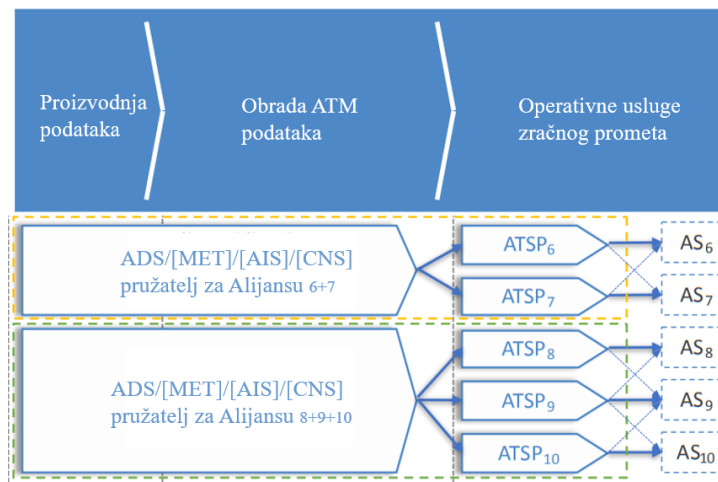 Proizvodnja
podataka
Obrada ATM
podataka
Operativne usluge
zračnog prometa
ADS/[MET]/[AIS]/[CNS]
pružatelj za Alijansu 6+7
ATSP6
ATSP7
AS6
AS7
ADS/[MET]/[AIS]/[CNS]
pružatelj za Alijansu 8+9+10
ATSP8
ATSP9
ATSP10
AS8
AS9
AS10